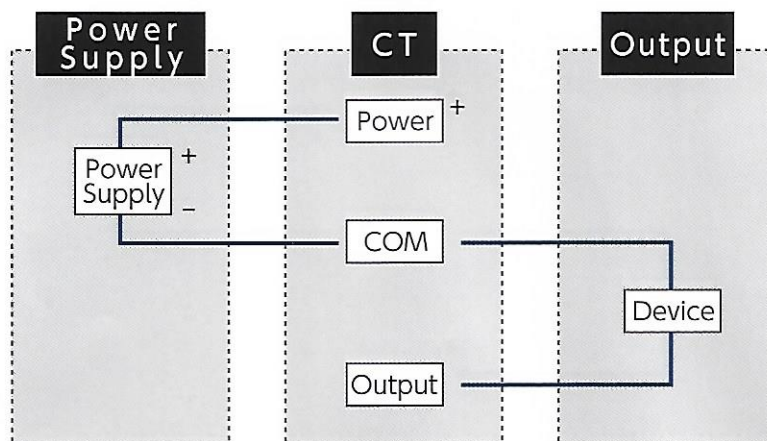 Power
Supply
CT
Output
Power +
Power
Supply
+
−
COM
Device
Output